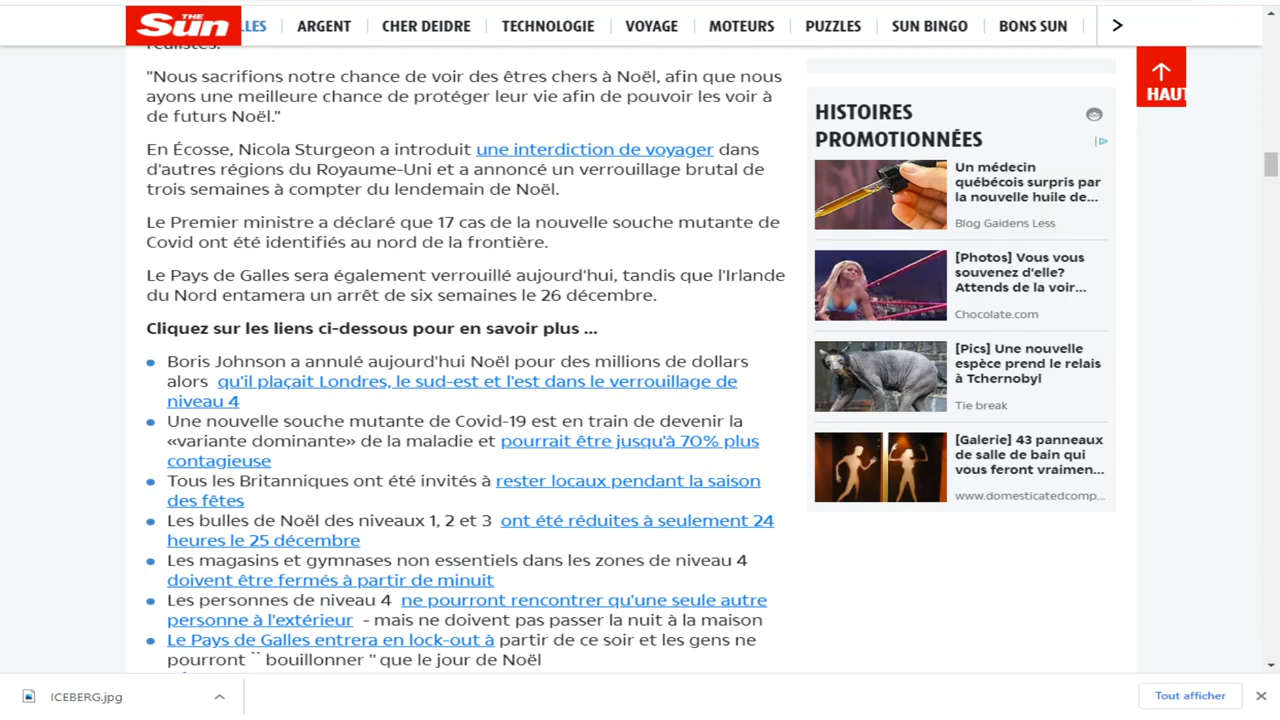 THE Sun
LLES
ARGENT
CHER DEIDRE
TECHNOLOGIE
VOYAGE
MOTEURS
PUZZLES
SUN BINGO
BONS SUN
réalistes.
"Nous sacrifions notre chance de voir des êtres chers à Noël, afin que nous
ayons une meilleure chance de protéger leur vie afin de pouvoir les voir à
de futurs Noël."
En Écosse, Nicola Sturgeon a introduit une interdiction de voyager dans
d'autres régions du Royaume-Uni et a annoncé un verrouillage brutal de
trois semaines à compter du lendemain de Noël.
Le Premier ministre a déclaré que 17 cas de la nouvelle souche mutante de
Covid ont été identifiés au nord de la frontière.
Le Pays de Galles sera également verrouillé aujourd'hui, tandis que l'Irlande
du Nord entamera un arrêt de six semaines le 26 décembre.
Cliquez sur les liens ci-dessous pour en savoir plus ...
Boris Johnson a annulé aujourd'hui Noël pour des millions de dollars
alors qu'il plaçait Londres, le sud-est et l'est dans le verrouillage de
niveau 4
Une nouvelle souche mutante de Covid-19 est en train de devenir la
«variante dominante» de la maladie et pourrait être jusqu'à 70% plus
contagieuse
Tous les Britanniques ont été invités à rester locaux pendant la saison
des fêtes
Les bulles de Noël des niveaux 1, 2 et 3 ont été réduites à seulement 24
heures le 25 décembre
Les magasins et gymnases non essentiels dans les zones de niveau 4
doivent être fermés à partir de minuit
Les personnes de niveau 4 ne pourront rencontrer qu'une seule autre
personne à l'extérieur - mais ne doivent pas passer la nuit à la maison
Le Pays de Galles entrera en lock-out à partir de ce soir et les gens ne
pourront `` bouillonner '' que le jour de Noël
HISTOIRES
PROMOTIONNÉES
Un médecin
québécois surpris par
la nouvelle huile de...
Blog Gaidens Less
[Photos] Vous vous
souvenez d'elle?
Attends de la voir...
Chocolate.com
[Pics] Une nouvelle
espèce prend le relais
à Tchernobyl
Tie break
[Galerie] 43 panneaux
de salle de bain qui
vous feront vraimen...
www.domesticatedcomp...
HAUT
ICEBERG.jpg
Tout afficher